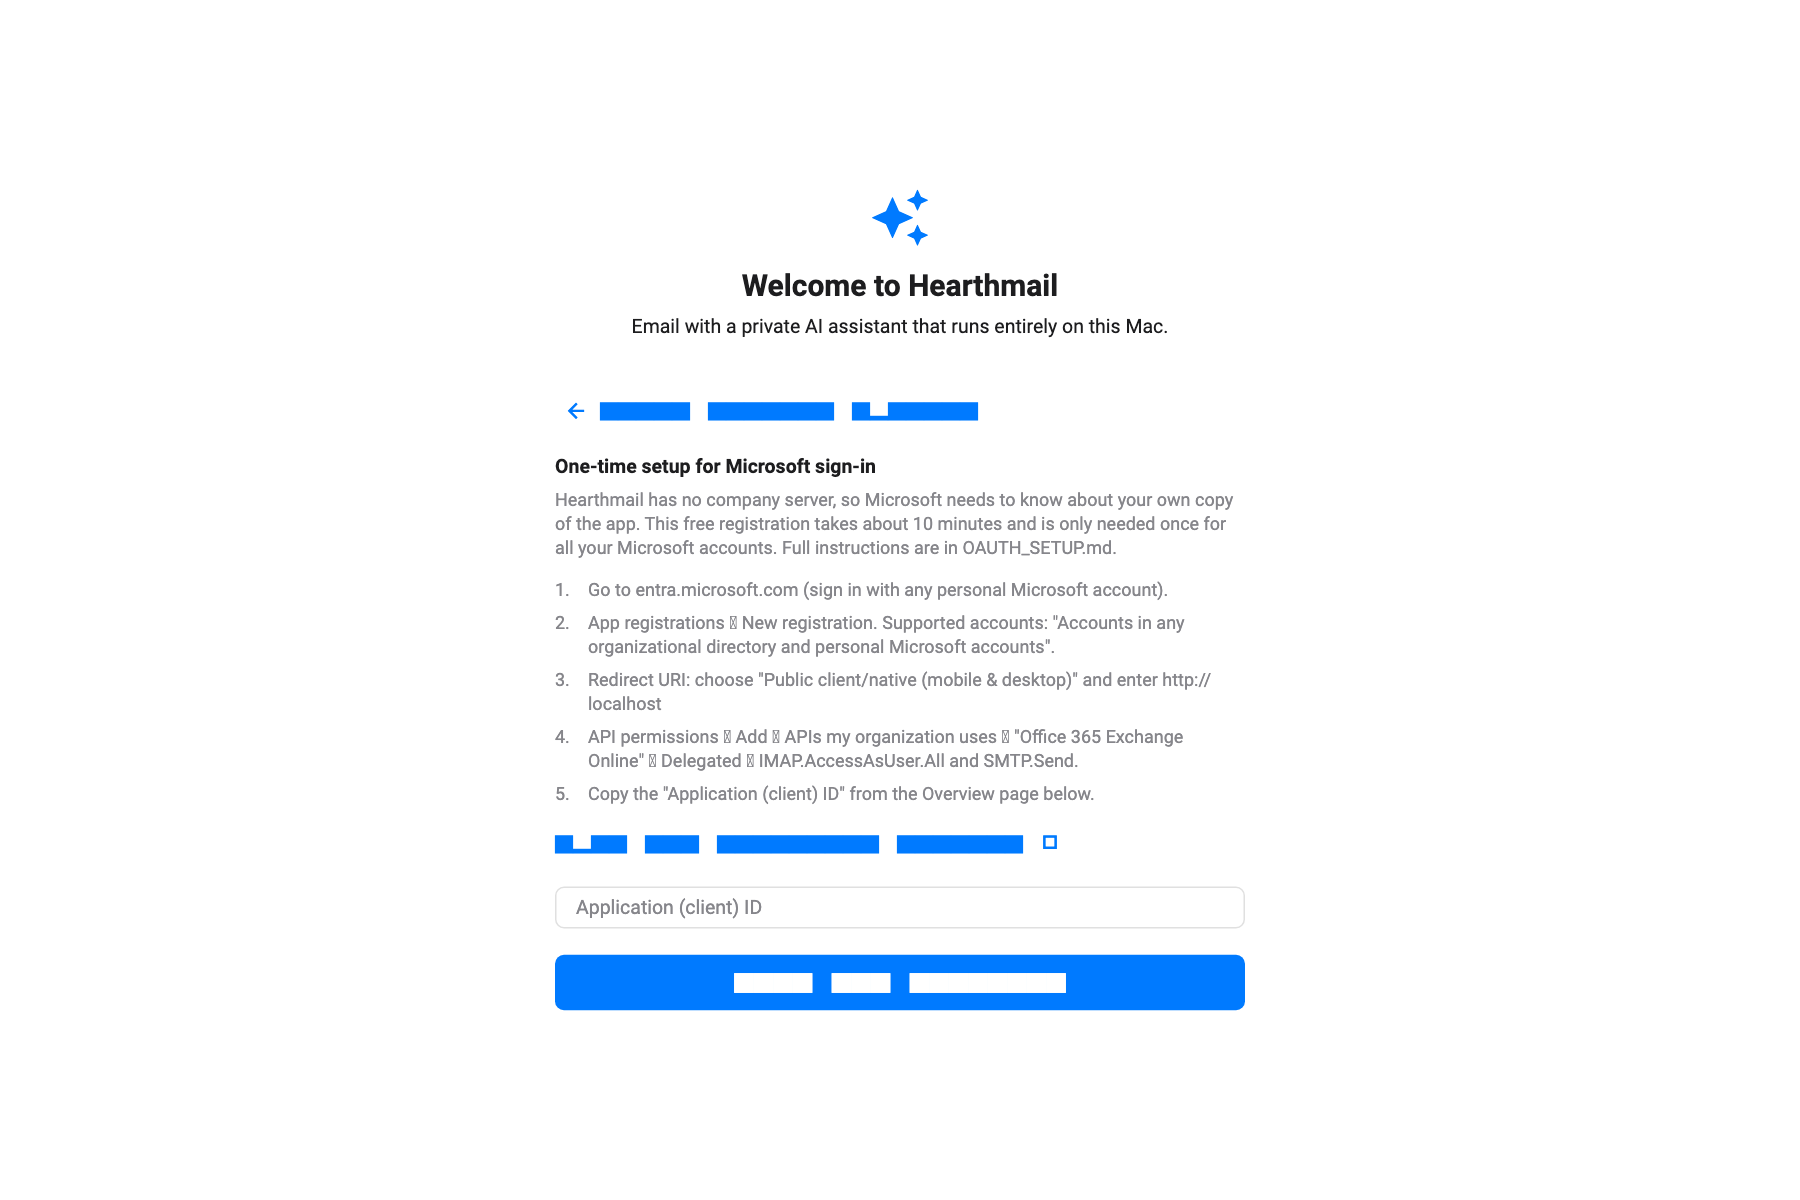 Welcome to Hearthmail
Email with a private AI assistant that runs entirely on this Mac.
One-time setup for Microsoft sign-in
Hearthmail has no company server, so Microsoft needs to know about your own copy
of the app. This free registration takes about 10 minutes and is only needed once for
all your Microsoft accounts. Full instructions are in OAUTH_SETUP.md.
1. Go to entra.microsoft.com (sign in with any personal Microsoft account).
2. App registrations New registration. Supported accounts: "Accounts in any
organizational directory and personal Microsoft accounts".
3. Redirect URI: choose "Public client/native (mobile & desktop)" and enter http://
localhost
4. API permissions Add APIs my organization uses "Office 365 Exchange
Online" Delegated IMAP.AccessAsUser.All and SMTP.Send.
5. Copy the "Application (client) ID" from the Overview page below.
Application (client) ID